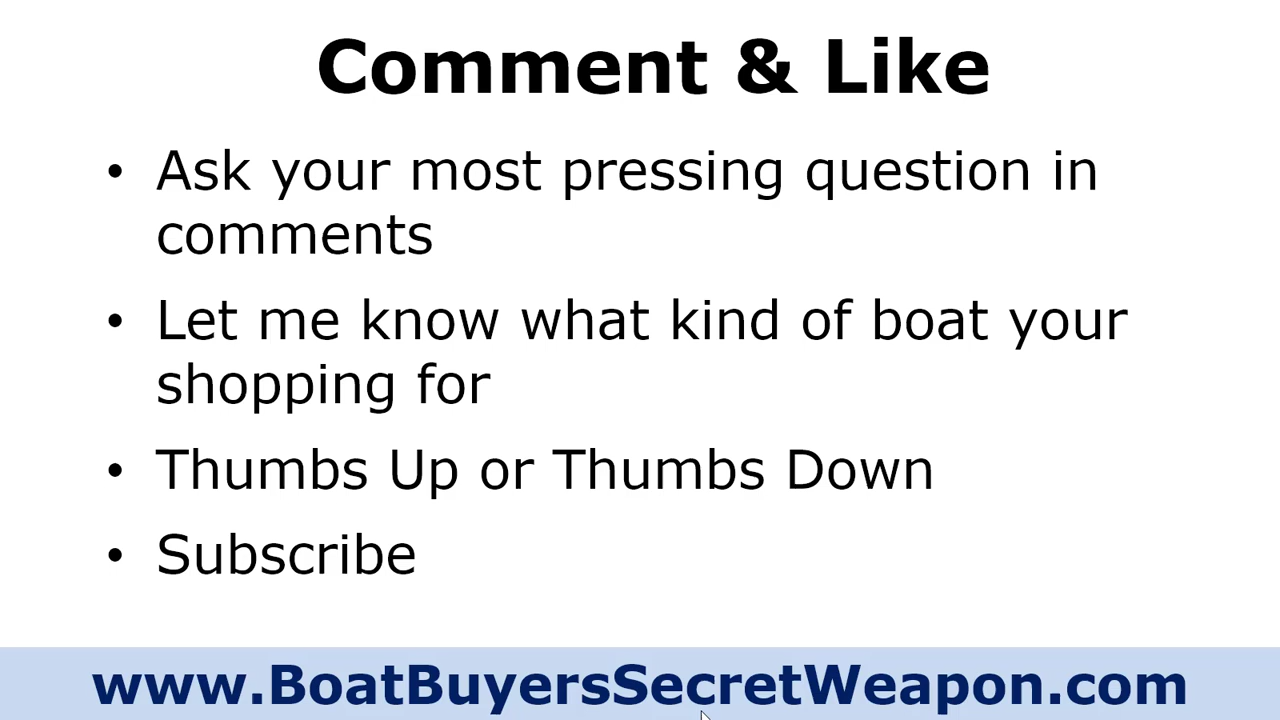 Comment & Like
• Ask your most pressing question in
comments
• Let me know what kind of boat your
shopping for
• Thumbs Up or Thumbs Down
• Subscribe
www.BoatBuyersSecretWeapon.com